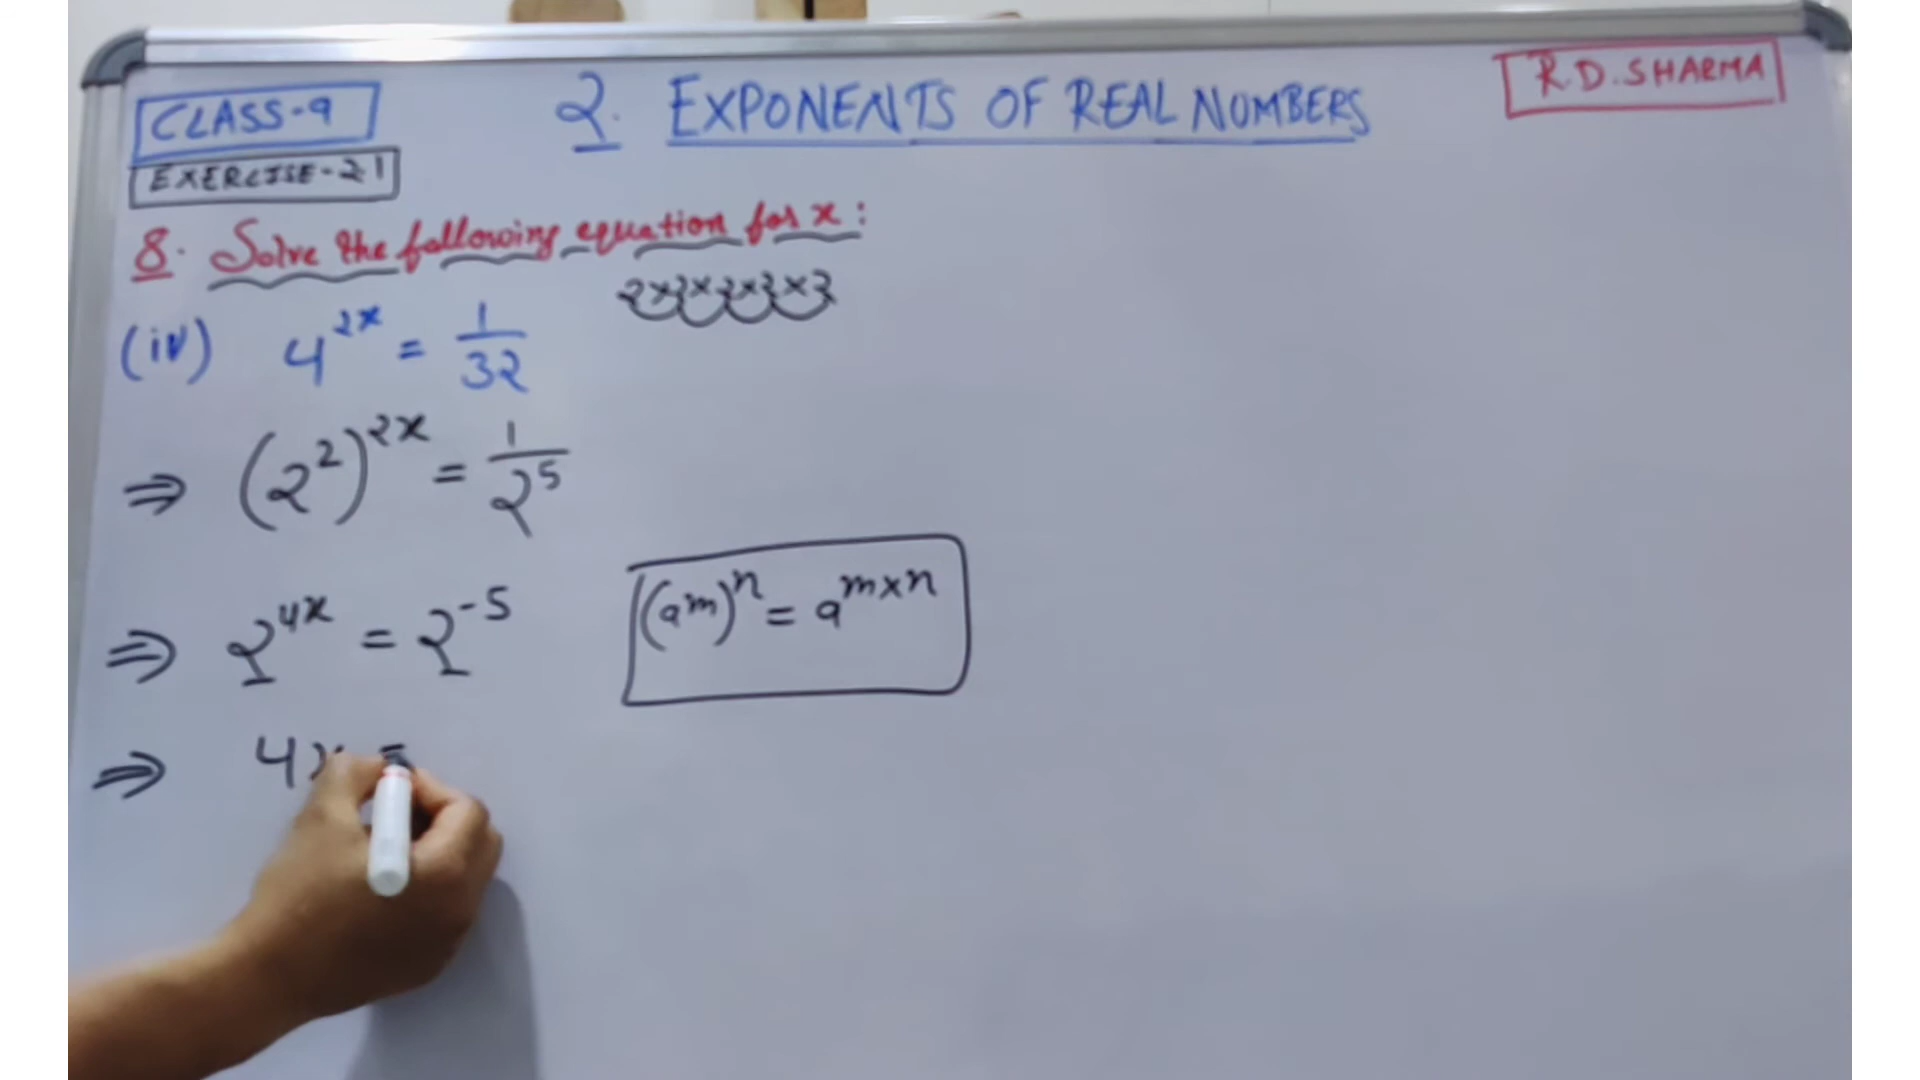 CLASS-9
2. EXPONENTS OF REAL NUMBERS
R.D. SHARMA
EXERCISE-2.1
8. Solve the following equation for x:
2×2×2×2×2
(iv) 4^2x = 1/32
⇒ (2^2)^2x = 1/2^5
⇒ 2^4x = 2^-5
(a^m)^n = a^m×n
⇒ 4x =